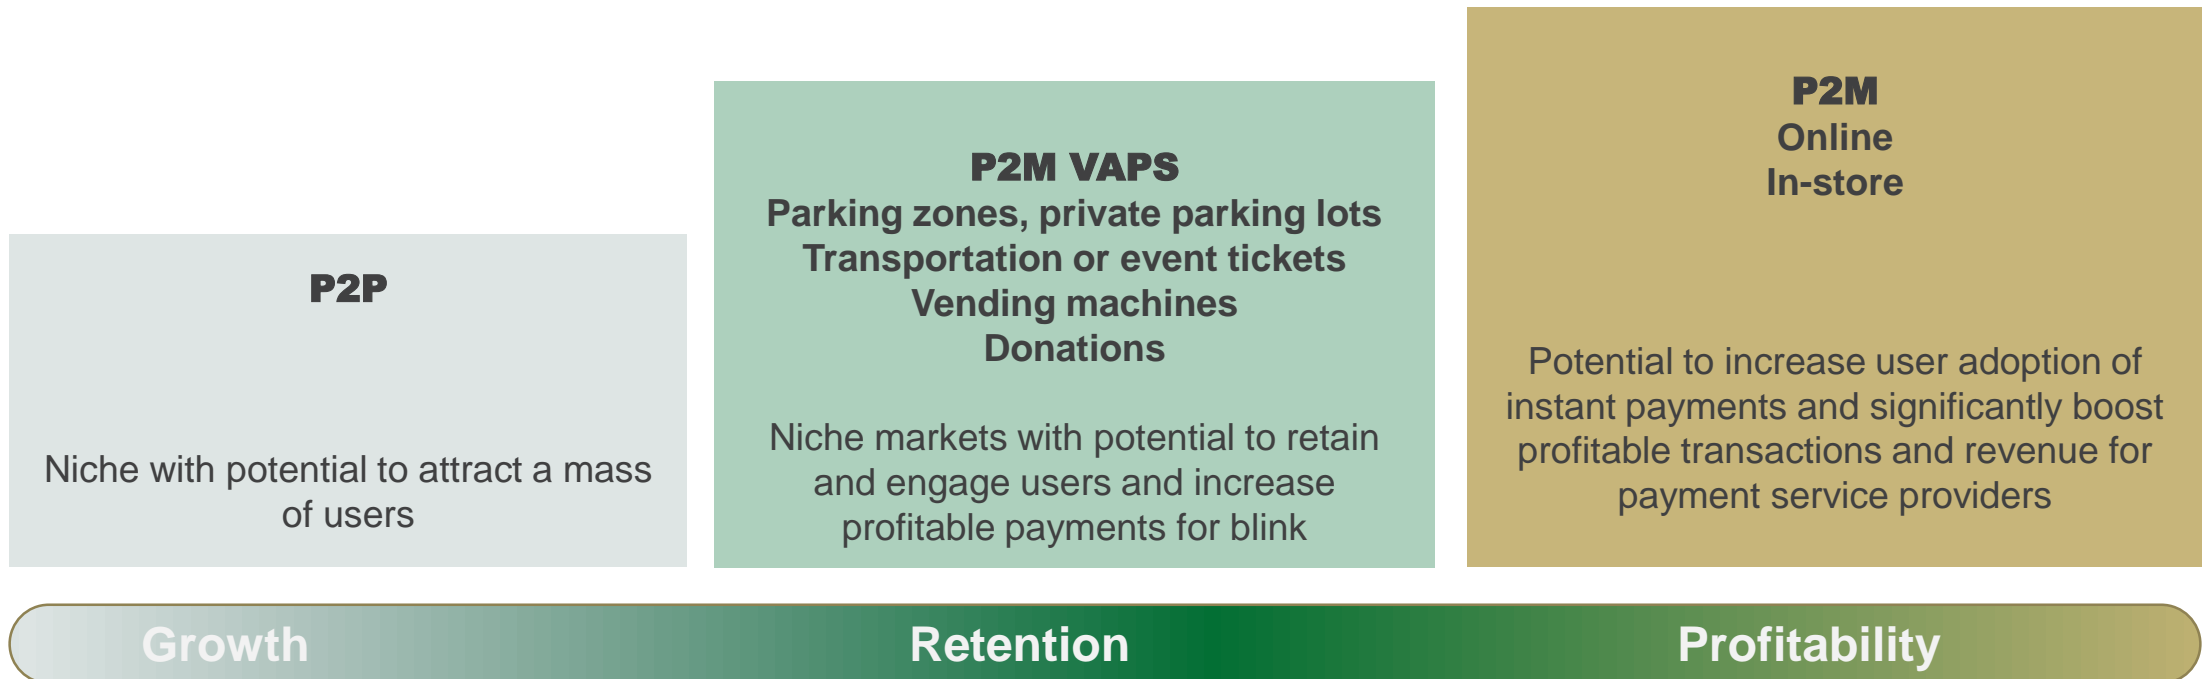 P2P
Niche with potential to attract a mass
of users
P2M VAPS
Parking zones, private parking lots
Transportation or event tickets
Vending machines
Donations
Niche markets with potential to retain
and engage users and increase
profitable payments for blink
P2M
Online
In-store
Potential to increase user adoption of
instant payments and significantly boost
profitable transactions and revenue for
payment service providers
Growth
Retention
Profitability